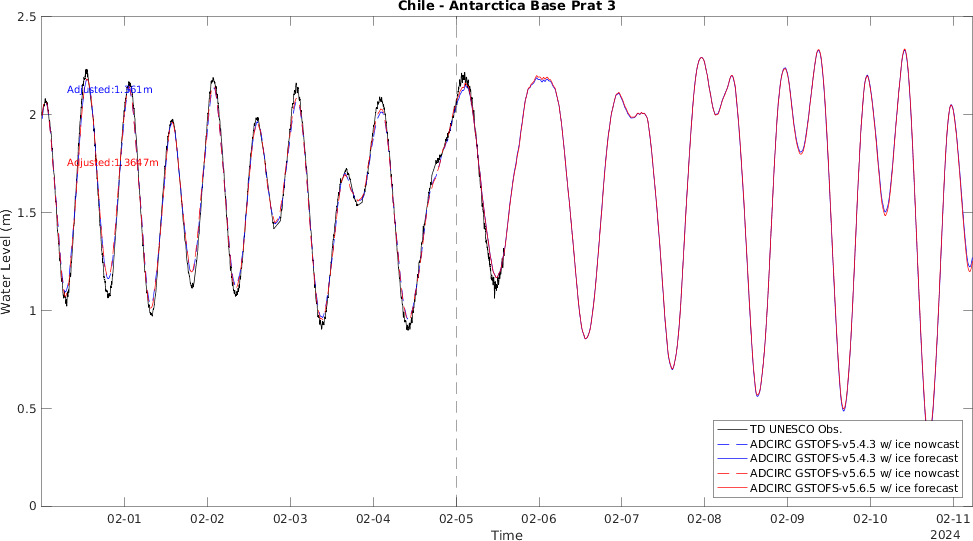 Chile - Antarctica Base Prat 3
2.5
2
1.5
1
0.5
0
Water Level (m)
Adjusted:1.361m
Adjusted:1.3647m
TD UNESCO Obs.
ADCIRC GSTOFS-v5.4.3 w/ ice nowcast
ADCIRC GSTOFS-v5.4.3 w/ ice forecast
ADCIRC GSTOFS-v5.6.5 w/ ice nowcast
ADCIRC GSTOFS-v5.6.5 w/ ice forecast
02-01 02-02 02-03 02-04 02-05 02-06 02-07 02-08 02-09 02-10 02-11
Time
2024